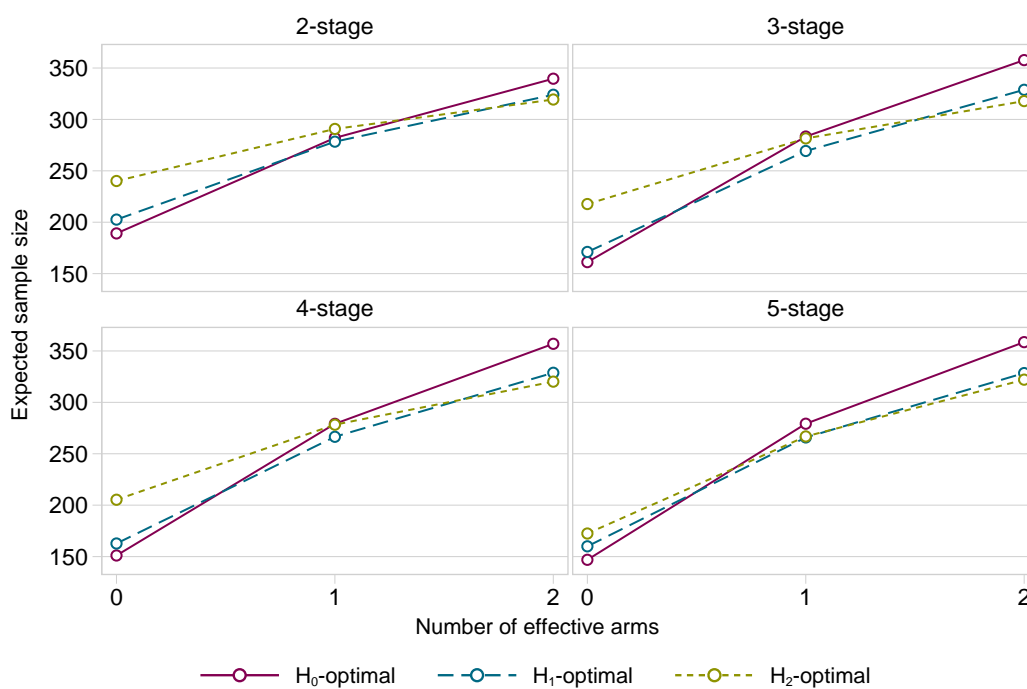 2-stage 3-stage
350
300
250
200
150
4-stage 5-stage
350
300
250
200
150
Expected sample size
0 1 2 0 1 2
Number of effective arms
H₀-optimal H₁-optimal H₂-optimal